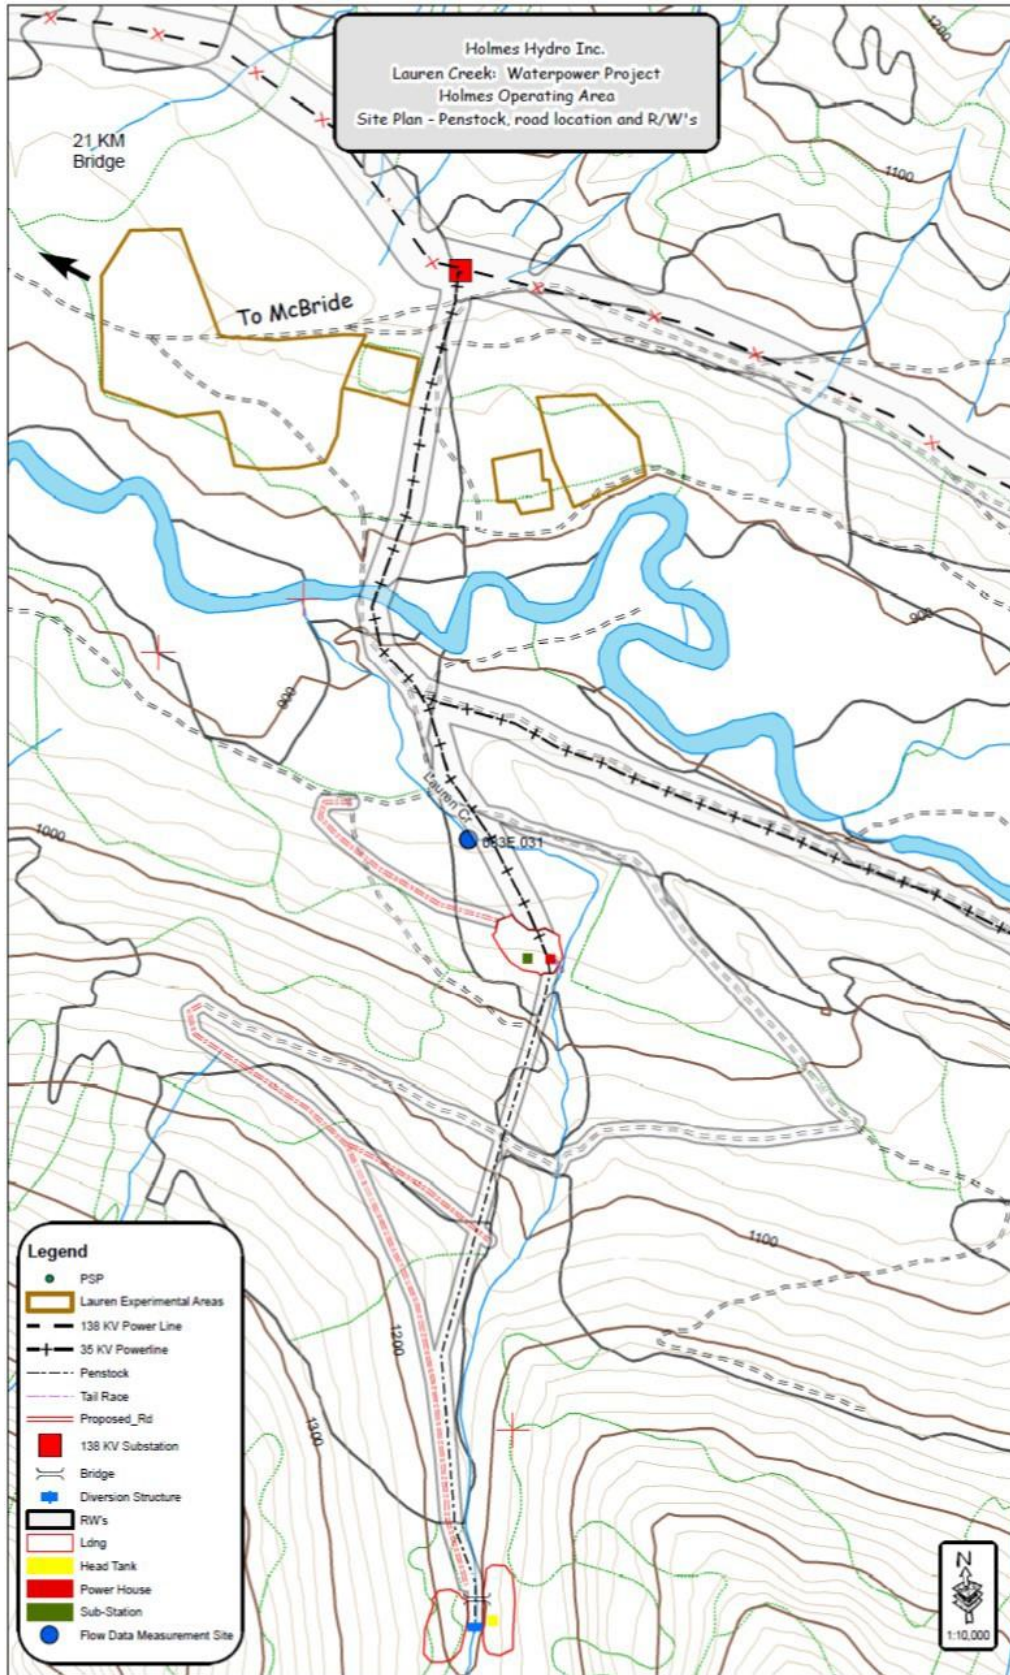 Holmes Hydro Inc.
Lauren Creek: Waterpower Project
Holmes Operating Area
Site Plan - Penstock, road location and R/W's
1200
21 KM
Bridge
1100
To McBride
900
900
Lauren Cr
093E.031
1000
1100
1200
1300
Legend
PSP
Lauren Experimental Areas
138 KV Power Line
35 KV Powerline
Penstock
Tail Race
Proposed_Rd
138 KV Substation
Bridge
Diversion Structure
RW's
Ldng
Head Tank
Power House
Sub-Station
Flow Data Measurement Site
N
1:10,000